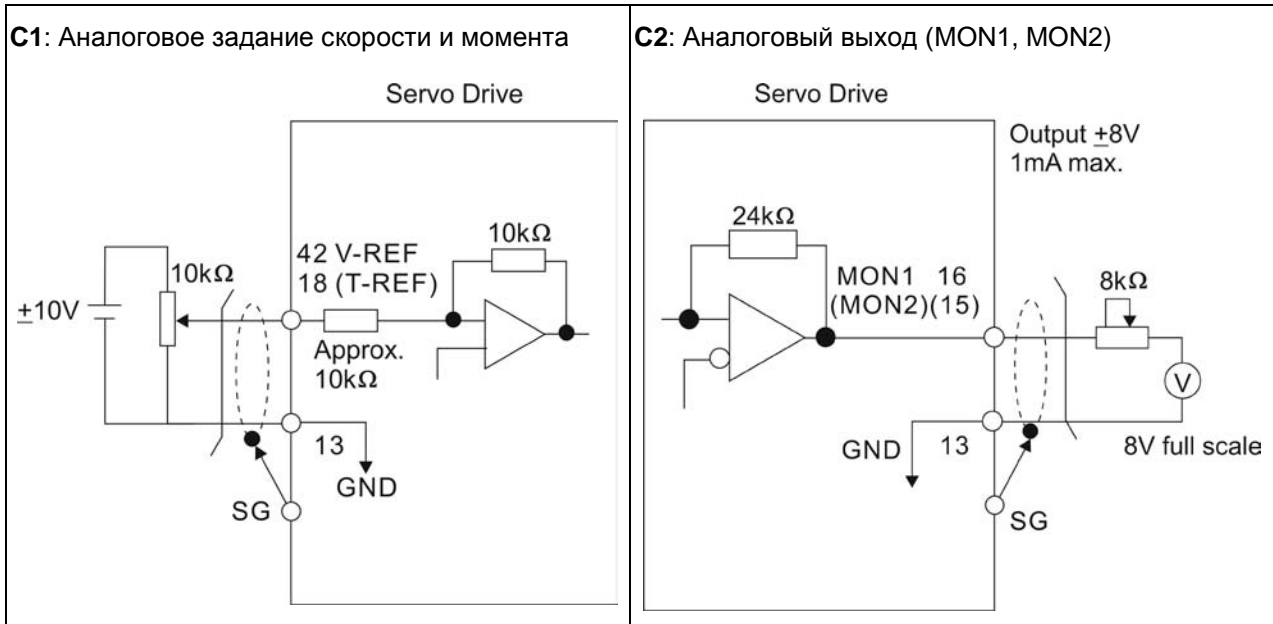 C1: Аналоговое задание скорости и момента
Servo Drive
42 V-REF
18 (T-REF)
10kΩ
10kΩ
±10V
Approx.
10kΩ
13
GND
SG
C2: Аналоговый выход (MON1, MON2)
Servo Drive
Output ±8V
1mA max.
24kΩ
MON1 16
(MON2)(15)
8kΩ
V
GND
13
8V full scale
SG